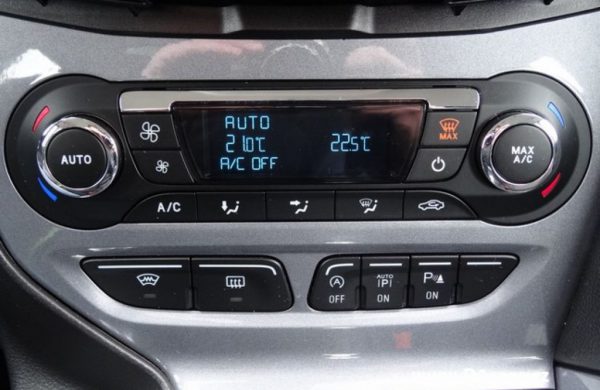 AUTO
21.0°C 22.5°C
A/C OFF
AUTO
MAX
MAX
A/C
A/C
A
OFF
AUTO
P
ON
P
ON